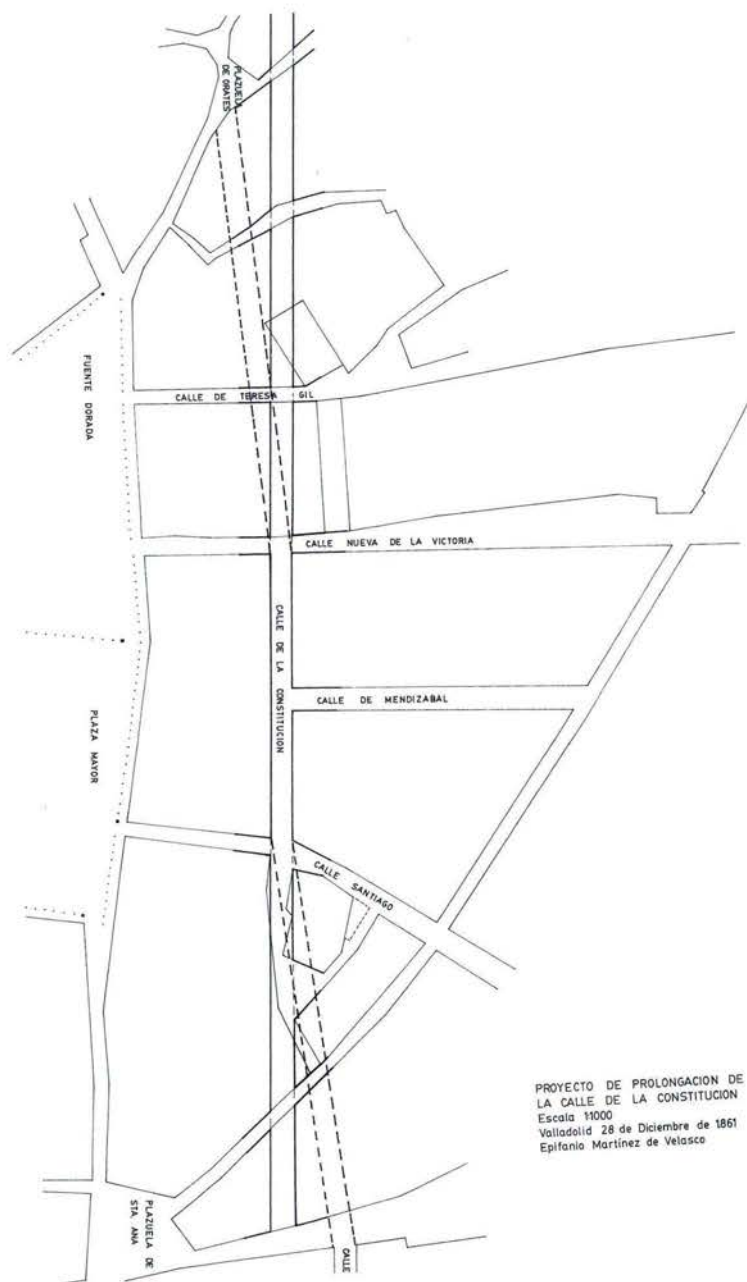 PLAZUELA
DE ORATES
FUENTE DORADA
CALLE DE TERESA GIL
CALLE NUEVA DE LA VICTORIA
CALLE DE LA CONSTITUCION
CALLE DE MENDIZABAL
PLAZA MAYOR
CALLE SANTIAGO
PROYECTO DE PROLONGACION DE
LA CALLE DE LA CONSTITUCION
Escala 1:1000
Valladolid 28 de Diciembre de 1861
Epifanio Martínez de Velasco
PLAZUELA DE
STA. ANA
CALLE